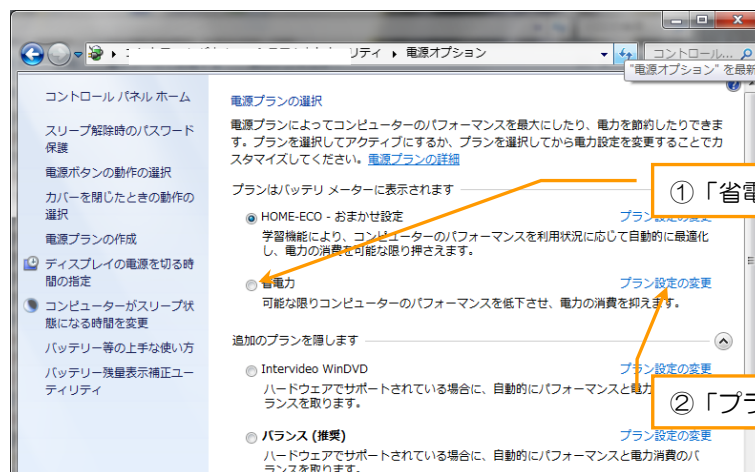 リティ ▸ 電源オプション
コントロール...
"電源オプション" を最新
コントロール パネル ホーム
スリープ解除時のパスワード
保護
電源ボタンの動作の選択
カバーを閉じたときの動作の
選択
電源プランの作成
ディスプレイの電源を切る時
間の指定
コンピューターがスリープ状
態になる時間を変更
バッテリー等の上手な使い方
バッテリー残量表示補正ユー
ティリティ
電源プランの選択
電源プランによってコンピューターのパフォーマンスを最大にしたり、電力を節約したりできま
す。プランを選択してアクティブにするか、プランを選択してから電力設定を変更することでカ
スタマイズしてください。電源プランの詳細
プランはバッテリ メーターに表示されます
①「省電
HOME-ECO - おまかせ設定 プラン設定の変更
学習機能により、コンピューターのパフォーマンスを利用状況に応じて自動的に最適化
し、電力の消費を可能な限り押さえます。
省電力 プラン設定の変更
可能な限りコンピューターのパフォーマンスを低下させ、電力の消費を抑えます。
追加のプランを隠します
Intervideo WinDVD プラン設定の変更
ハードウェアでサポートされている場合に、自動的にパフォーマンスと電力
ランスを取ります。
②「プラ
バランス (推奨) プラン設定の変更
ハードウェアでサポートされている場合に、自動的にパフォーマンスと電力消費のバ
ランスを取ります。